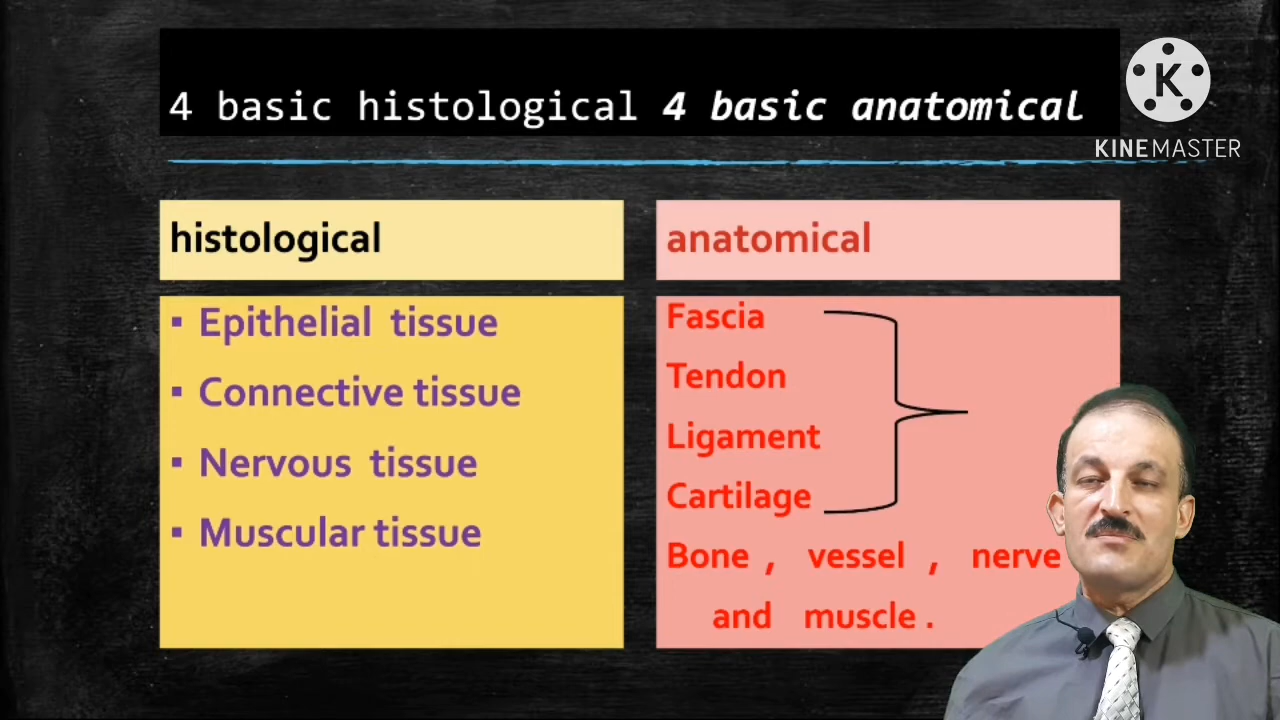 4 basic histological 4 basic anatomical
K
KINEMASTER
histological
▪ Epithelial tissue
▪ Connective tissue
▪ Nervous tissue
▪ Muscular tissue
anatomical
Fascia
Tendon
Ligament
Cartilage
Bone , vessel , nerve
and muscle .